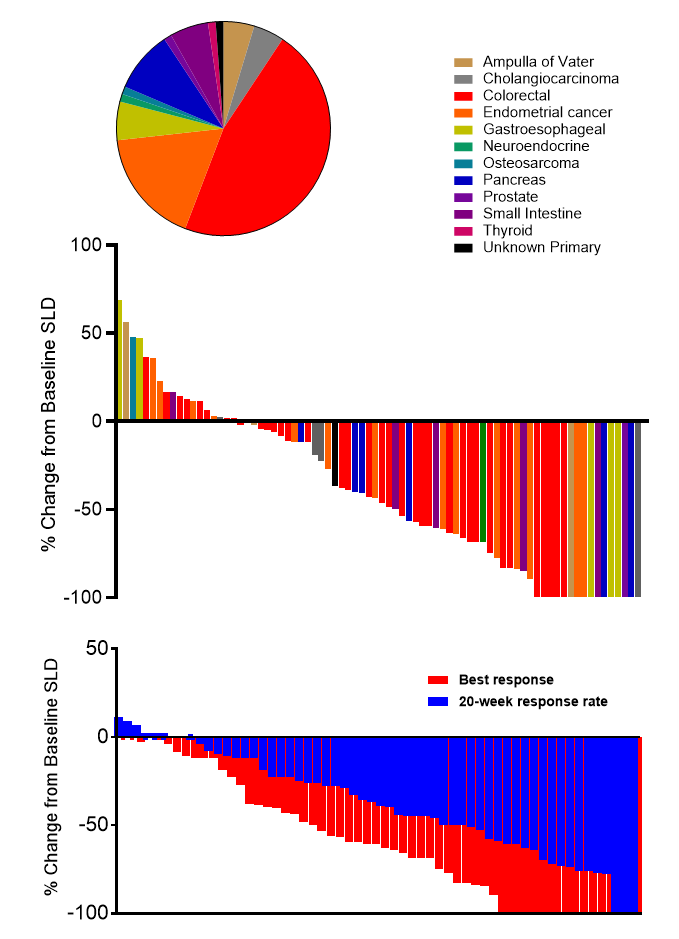 Ampulla of Vater
Cholangiocarcinoma
Colorectal
Endometrial cancer
Gastroesophageal
Neuroendocrine
Osteosarcoma
Pancreas
Prostate
Small Intestine
Thyroid
Unknown Primary
% Change from Baseline SLD
100
50
0
-50
-100
% Change from Baseline SLD
50
0
-50
-100
Best response
20-week response rate